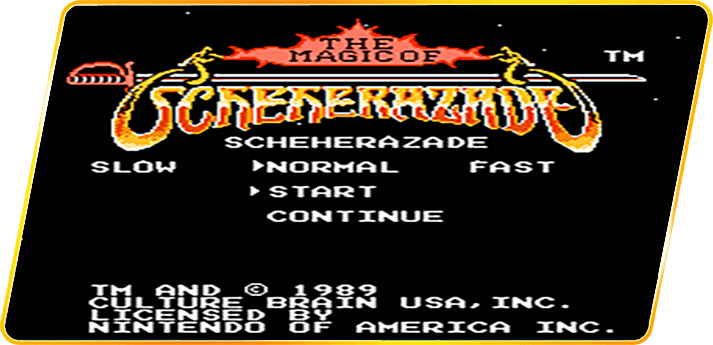 THE
MAGIC OF
TM
SCHEHERAZADE
SCHEHERAZADE
SLOW NORMAL FAST
START
CONTINUE
TM AND © 1989
CULTURE BRAIN USA, INC.
LICENSED BY
NINTENDO OF AMERICA INC.